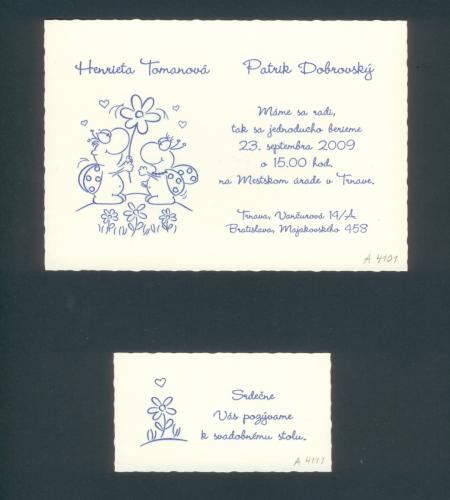 Henrieta Tomanová Patrik Dobrovský
Máme sa radi,
tak sa jednoducho berieme
23. septembra 2009
o 15.00 hod.
na Mestskom úrade v Trnave.
Trnava, Vančurová 14/A
Bratislava, Majakovského 458
A 4101
Srdečne
Vás pozývame
k svadobnému stolu.
A 4111